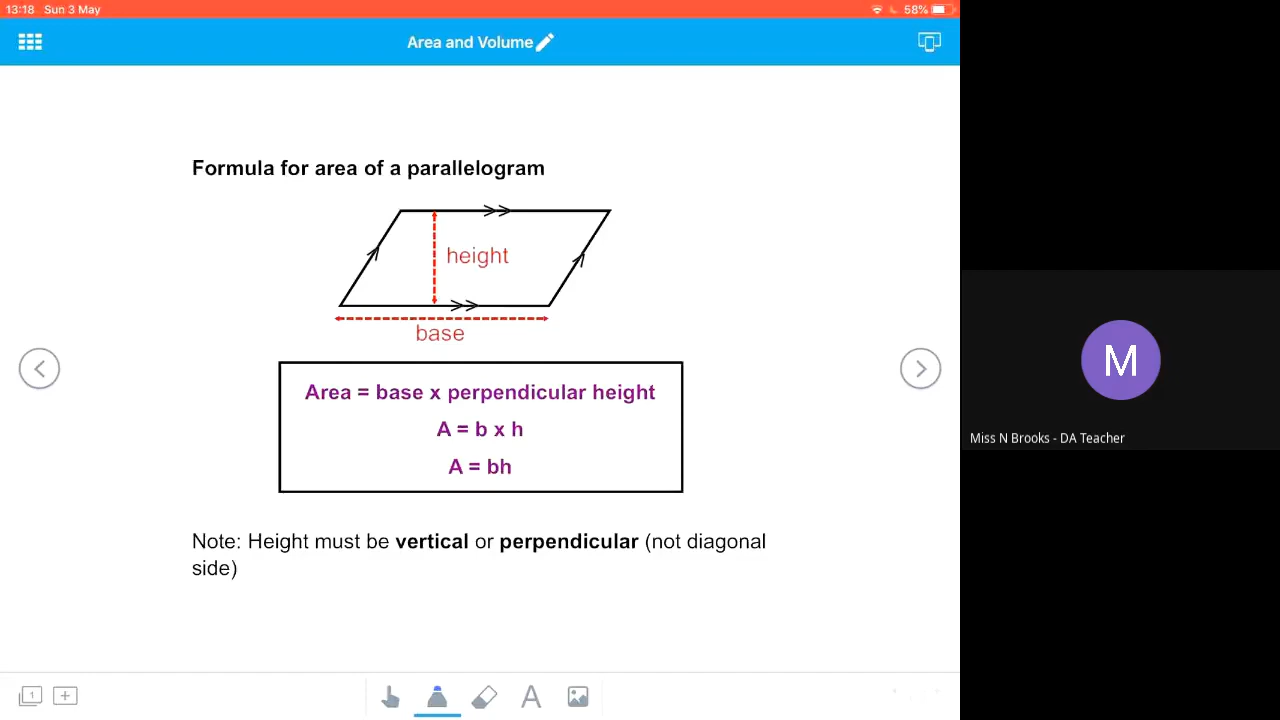 13:18 Sun 3 May
58%
Area and Volume
Formula for area of a parallelogram
height
base
Area = base x perpendicular height
A = b x h
A = bh
Note: Height must be vertical or perpendicular (not diagonal
side)
M
Miss N Brooks - DA Teacher
1
A